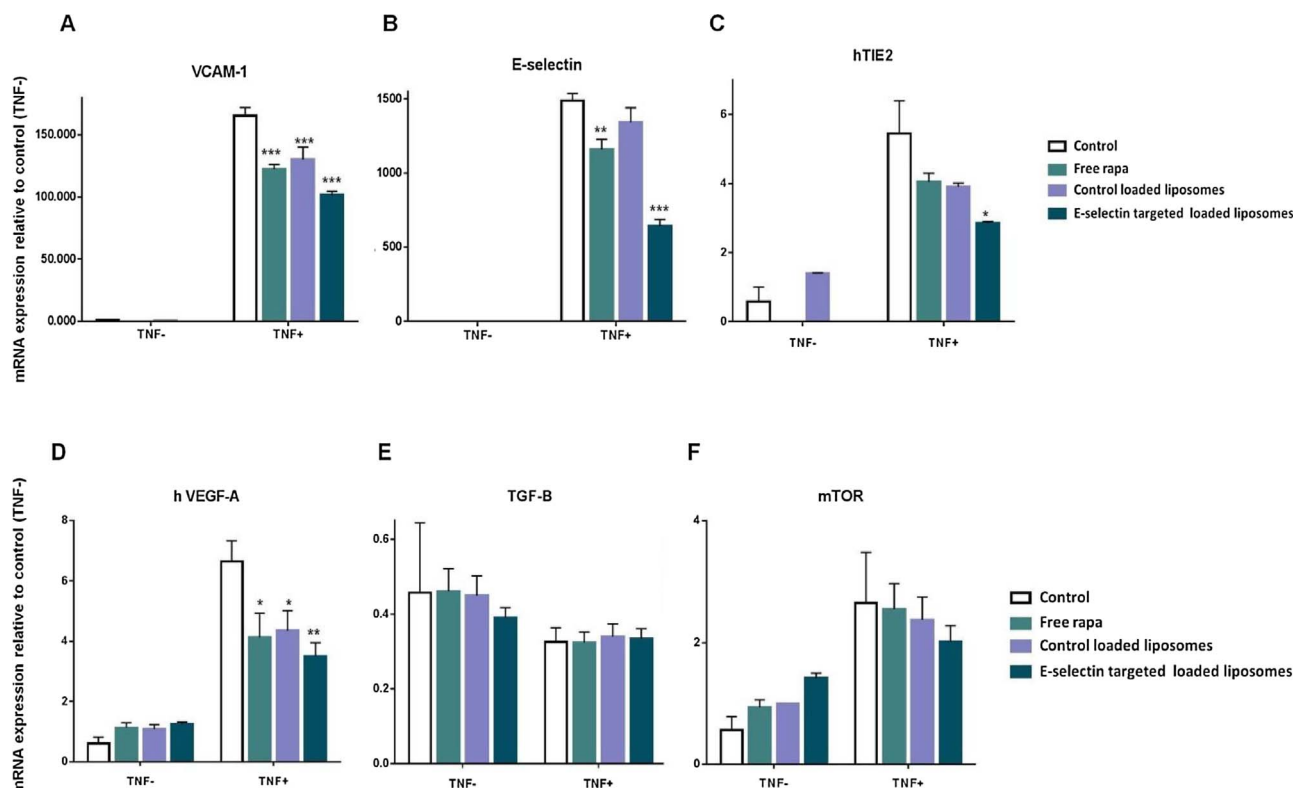 A
B
C
VCAM-1
E-selectin
hTIE2
mRNA expression relative to control (TNF-)
150.000
100.000
50.000
0.000
***
***
***
TNF-
TNF+
1500
1000
500
0
**
***
TNF-
TNF+
6
4
2
0
*
TNF-
TNF+
Control
Free rapa
Control loaded liposomes
E-selectin targeted loaded liposomes
D
E
F
h VEGF-A
TGF-B
mTOR
mRNA expression relative to control (TNF-)
8
6
4
2
0
*
*
**
TNF-
TNF+
0.6
0.4
0.2
0.0
TNF-
TNF+
4
2
0
TNF-
TNF+
Control
Free rapa
Control loaded liposomes
E-selectin targeted loaded liposomes